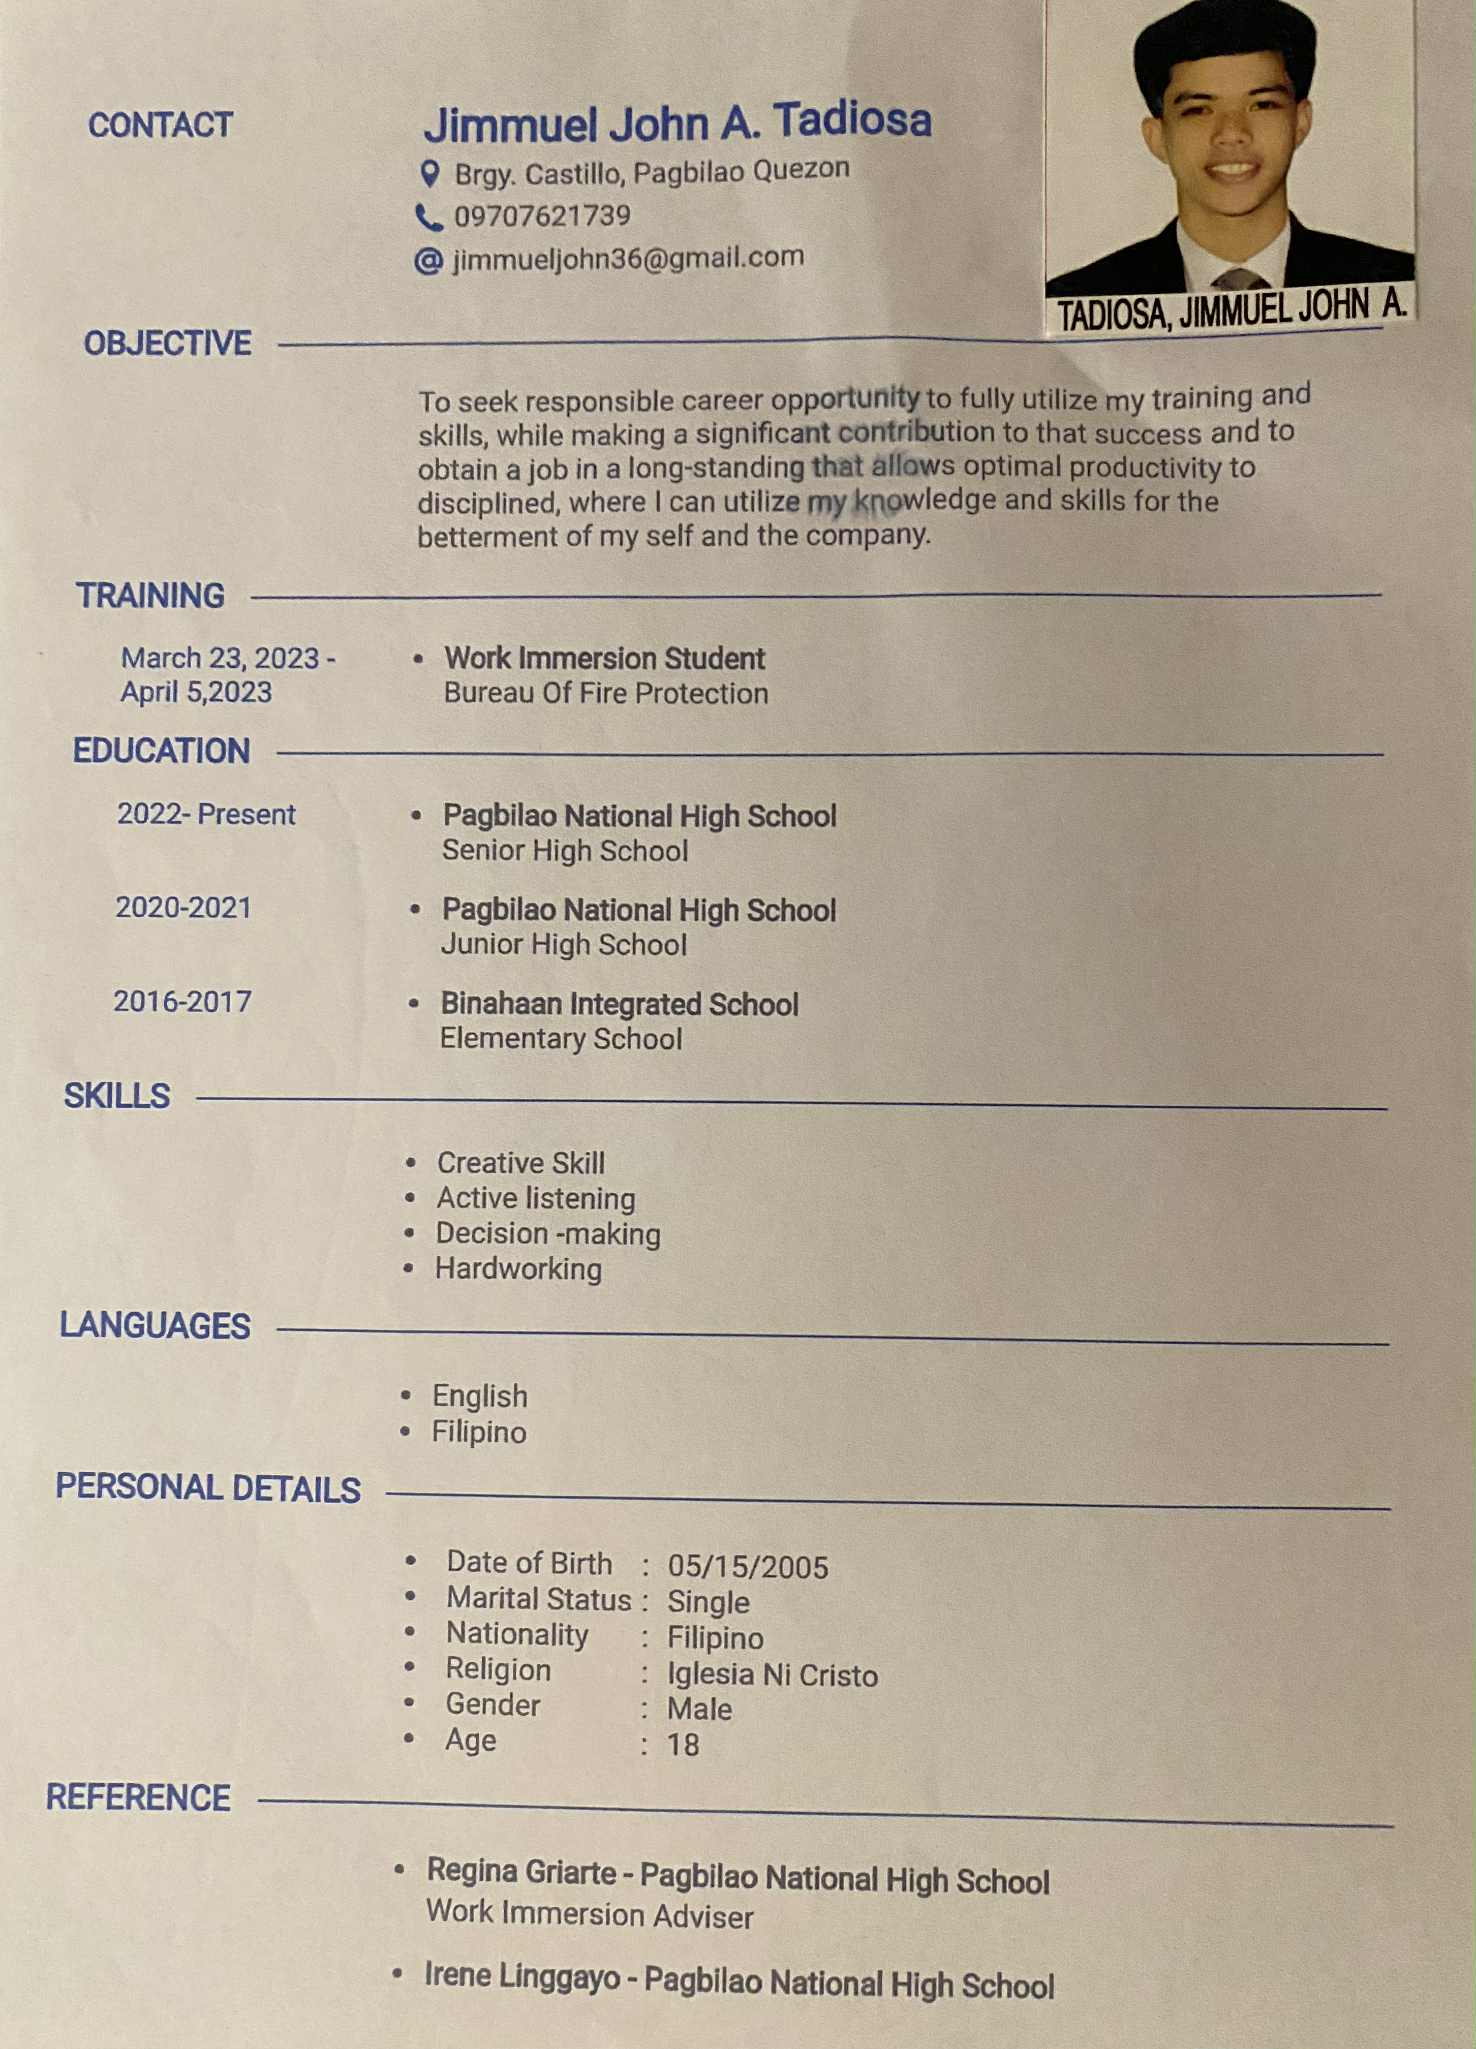 CONTACT
Jimmuel John A. Tadiosa
Brgy. Castillo, Pagbilao Quezon
09707621739
@ jimmueljohn36@gmail.com
TADIOSA, JIMMUEL JOHN A.
OBJECTIVE
To seek responsible career opportunity to fully utilize my training and
skills, while making a significant contribution to that success and to
obtain a job in a long-standing that allows optimal productivity to
disciplined, where I can utilize my knowledge and skills for the
betterment of my self and the company.
TRAINING
March 23, 2023 -
April 5,2023
• Work Immersion Student
Bureau Of Fire Protection
EDUCATION
2022- Present
• Pagbilao National High School
Senior High School
2020-2021
• Pagbilao National High School
Junior High School
2016-2017
• Binahaan Integrated School
Elementary School
SKILLS
• Creative Skill
• Active listening
• Decision -making
• Hardworking
LANGUAGES
• English
• Filipino
PERSONAL DETAILS
• Date of Birth : 05/15/2005
• Marital Status : Single
• Nationality : Filipino
• Religion : Iglesia Ni Cristo
• Gender : Male
• Age : 18
REFERENCE
• Regina Griarte - Pagbilao National High School
Work Immersion Adviser
• Irene Linggayo - Pagbilao National High School